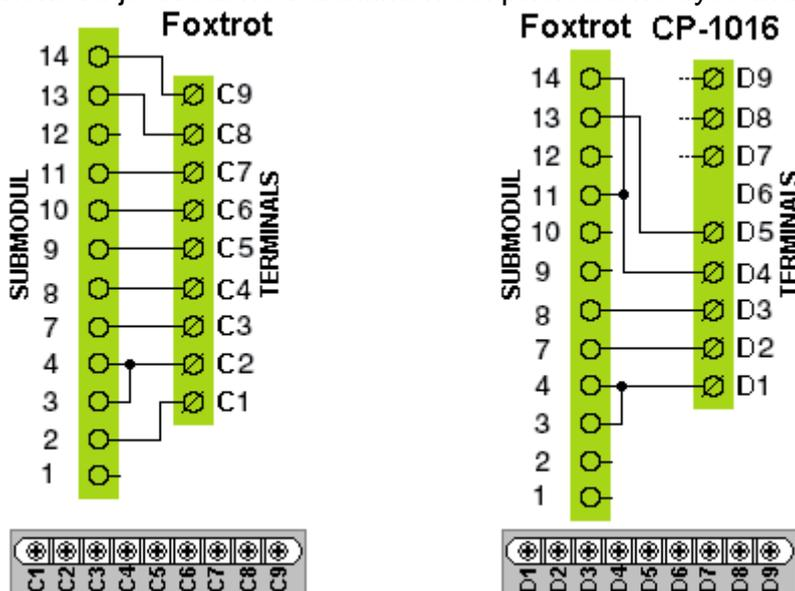 Foxtrot
14
13
12
11
10
9
8
7
4
3
2
1
SUBMODUL
C9
C8
C7
C6
C5
C4
C3
C2
C1
TERMINALS
C1 C2 C3 C4 C5 C6 C7 C8 C9
Foxtrot CP-1016
14
13
12
11
10
9
8
7
4
3
2
1
SUBMODUL
D9
D8
D7
D6
D5
D4
D3
D2
D1
TERMINALS
D1 D2 D3 D4 D5 D6 D7 D8 D9